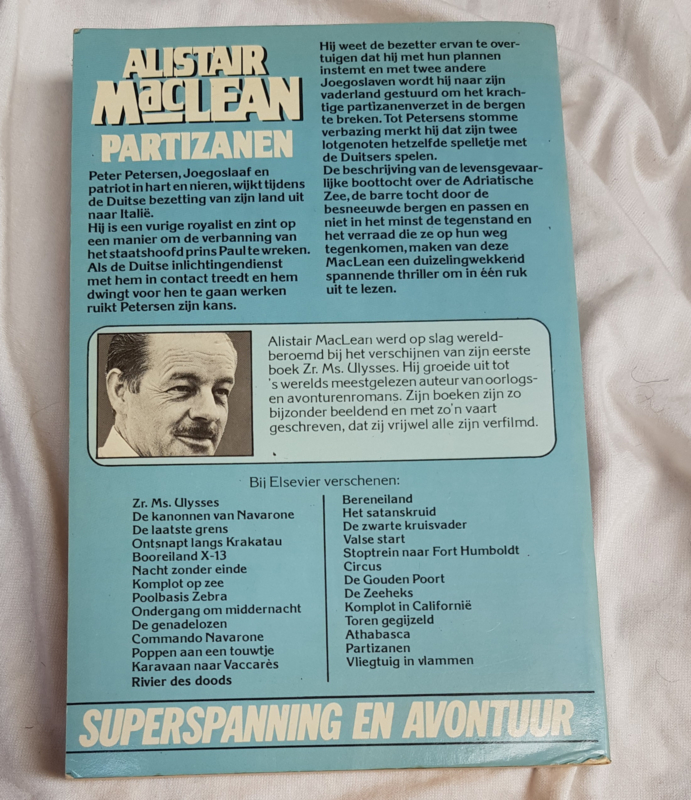 ALISTAIR
MacLEAN
PARTIZANEN
Peter Petersen, Joegoslaaf en
patriot in hart en nieren, wijkt tijdens
de Duitse bezetting van zijn land uit
naar Italië.
Hij is een vurige royalist en zint op
een manier om de verbanning van
het staatshoofd prins Paul te wreken.
Als de Duitse inlichtingendienst
met hem in contact treedt en hem
dwingt voor hen te gaan werken
ruikt Petersen zijn kans.
Hij weet de bezetter ervan te over-
tuigen dat hij met hun plannen
instemt en met twee andere
Joegoslaven wordt hij naar zijn
vaderland gestuurd om het krach-
tige partizanenverzet in de bergen
te breken. Tot Petersens stomme
verbazing merkt hij dat zijn twee
lotgenoten hetzelfde spelletje met
de Duitsers spelen.
De beschrijving van de levensgevaar-
lijke boottocht over de Adriatische
Zee, de barre tocht door de
besneeuwde bergen en passen en
niet in het minst de tegenstand en
het verraad die ze op hun weg
tegenkomen, maken van deze
MacLean een duizelingwekkend
spannende thriller om in één ruk
uit te lezen.
Alistair MacLean werd op slag wereld-
beroemd bij het verschijnen van zijn eerste
boek Zr. Ms. Ulysses. Hij groeide uit tot
's werelds meestgelezen auteur van oorlogs-
en avonturenromans. Zijn boeken zijn zo
bijzonder beeldend en met zo'n vaart
geschreven, dat zij vrijwel alle zijn verfilmd.
Bij Elsevier verschenen:
Zr. Ms. Ulysses
De kanonnen van Navarone
De laatste grens
Ontsnapt langs Krakatau
Booreiland X-13
Nacht zonder einde
Komplot op zee
Poolbasis Zebra
Ondergang om middernacht
De genadelozen
Commando Navarone
Poppen aan een touwtje
Karavaan naar Vaccarès
Rivier des doods
Bereneiland
Het satanskruid
De zwarte kruisvader
Valse start
Stoptrein naar Fort Humboldt
Circus
De Gouden Poort
De Zeeheks
Komplot in Californië
Toren gegijzeld
Athabasca
Partizanen
Vliegtuig in vlammen
SUPERSPANNING EN AVONTUUR